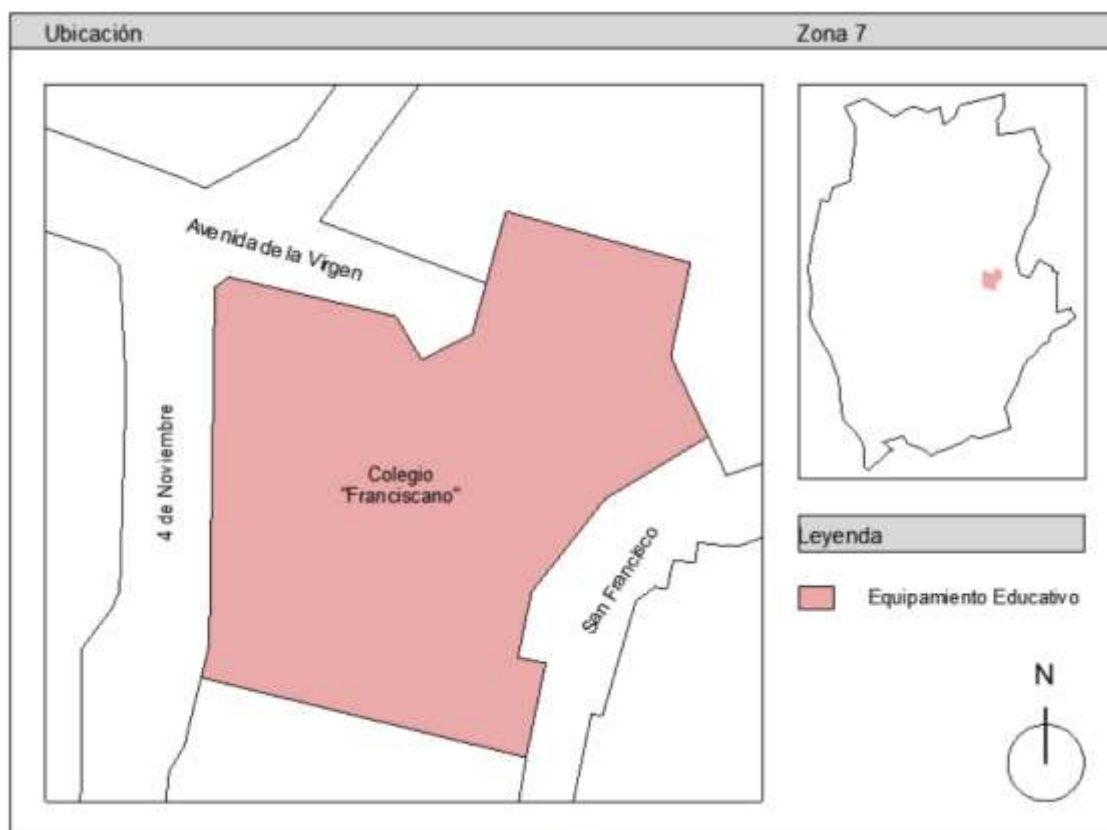 Ubicación
Zona 7
Avenida de la Virgen
4 de Noviembre
Colegio
"Franciscano"
San Francisco
Leyenda
Equipamiento Educativo
N